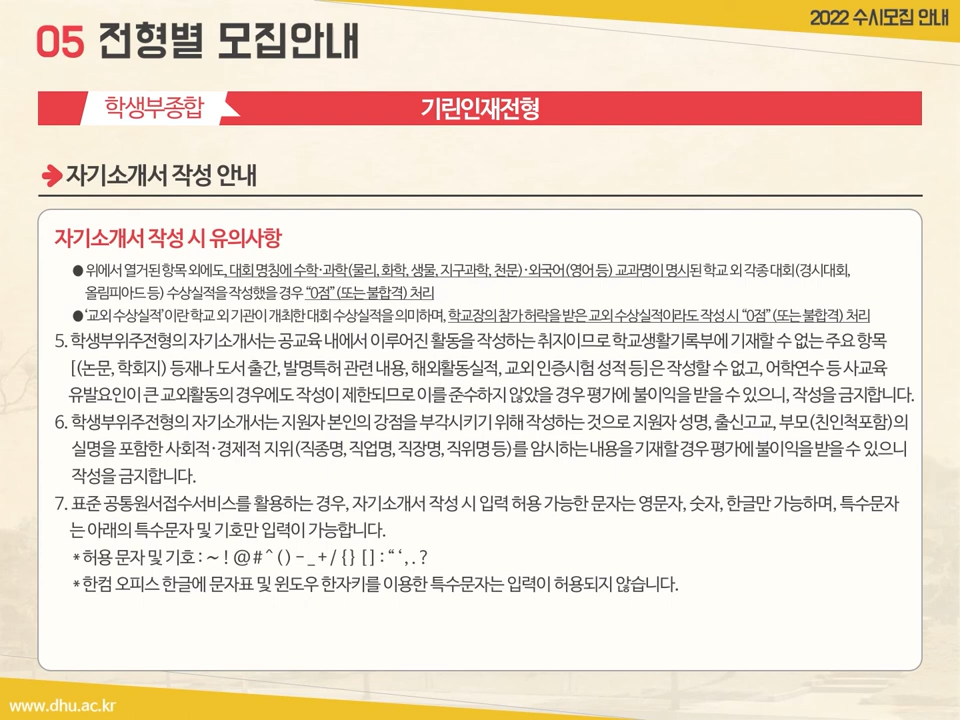 2022 수시모집 안내
05 전형별 모집안내
학생부종합
기린인재전형
자기소개서 작성 안내
자기소개서 작성 시 유의사항
● 위에서 열거된 항목 외에도, 대회 명칭에 수학·과학(물리, 화학, 생물, 지구과학, 천문)·외국어(영어 등) 교과명이 명시된 학교 외 각종 대회(경시대회,
올림피아드 등) 수상실적을 작성했을 경우 “0점” (또는 불합격) 처리
● ‘교외 수상실적’이란 학교 외 기관이 개최한 대회 수상실적을 의미하며, 학교장의 참가 허락을 받은 교외 수상실적이라도 작성 시 “0점” (또는 불합격) 처리
5. 학생부위주전형의 자기소개서는 공교육 내에서 이루어진 활동을 작성하는 취지이므로 학교생활기록부에 기재할 수 없는 주요 항목
[(논문, 학회지) 등재나 도서 출간, 발명특허 관련 내용, 해외활동실적, 교외 인증시험 성적 등]은 작성할 수 없고, 어학연수 등 사교육
유발요인이 큰 교외활동의 경우에도 작성이 제한되므로 이를 준수하지 않았을 경우 평가에 불이익을 받을 수 있으니, 작성을 금지합니다.
6. 학생부위주전형의 자기소개서는 지원자 본인의 강점을 부각시키기 위해 작성하는 것으로 지원자 성명, 출신고교, 부모(친인척포함)의
실명을 포함한 사회적·경제적 지위(직종명, 직업명, 직장명, 직위명 등)를 암시하는 내용을 기재할 경우 평가에 불이익을 받을 수 있으니
작성을 금지합니다.
7. 표준 공통원서접수서비스를 활용하는 경우, 자기소개서 작성 시 입력 허용 가능한 문자는 영문자, 숫자, 한글만 가능하며, 특수문자
는 아래의 특수문자 및 기호만 입력이 가능합니다.
* 허용 문자 및 기호 : ~ ! @ # ^ ( ) - _ + / { } [ ] : “ ‘ , . ?
* 한컴 오피스 한글에 문자표 및 윈도우 한자키를 이용한 특수문자는 입력이 허용되지 않습니다.
www.dhu.ac.kr